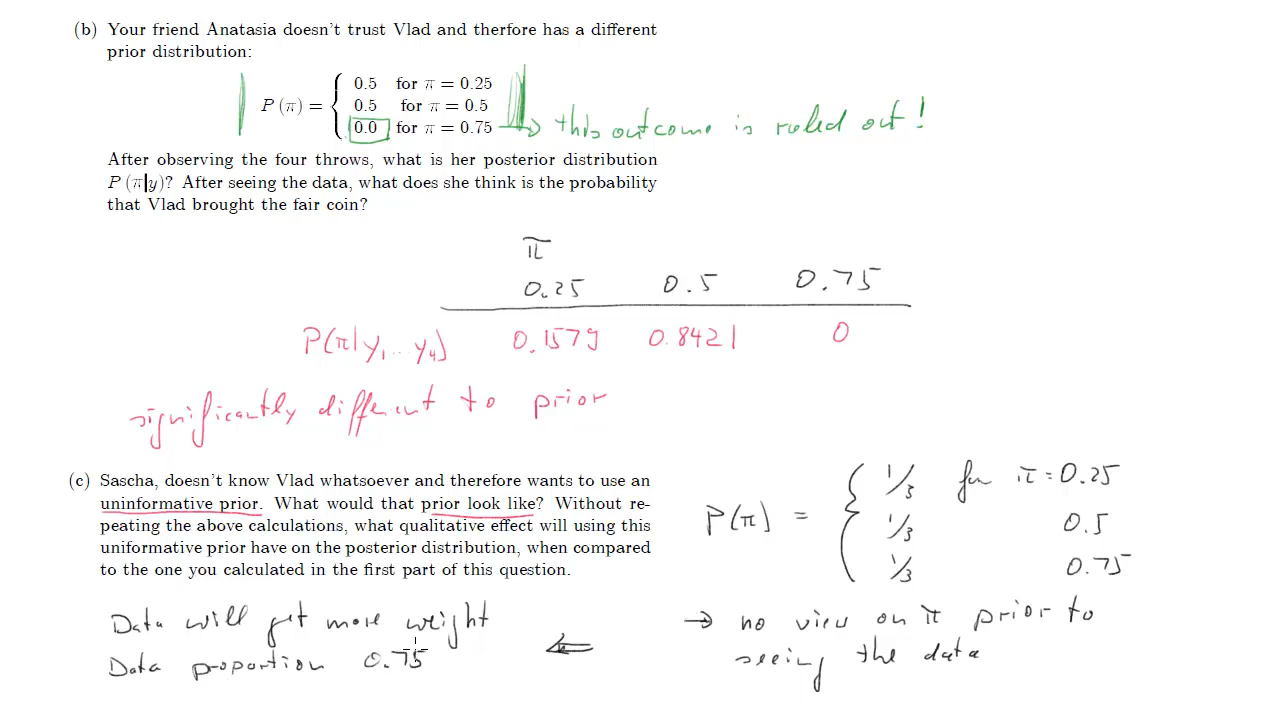 (b) Your friend Anatasia doesn't trust Vlad and therfore has a different
prior distribution:
P (π) = { 0.5 for π = 0.25
0.5 for π = 0.5
0.0 for π = 0.75 → this outcome is ruled out!
After observing the four throws, what is her posterior distribution
P (π|y)? After seeing the data, what does she think is the probability
that Vlad brought the fair coin?
π
0.25 0.5 0.75
P(π|y₁...y₄) 0.1579 0.8421 0
significantly different to prior
(c) Sascha, doesn't know Vlad whatsoever and therefore wants to use an
uninformative prior. What would that prior look like? Without re-
peating the above calculations, what qualitative effect will using this
uniformative prior have on the posterior distribution, when compared
to the one you calculated in the first part of this question.
P(π) = { 1/3 for π = 0.25
1/3 0.5
1/3 0.75
→ no view on π prior to
seeing the data
⇐
Data will get more weight
Data proportion 0.75